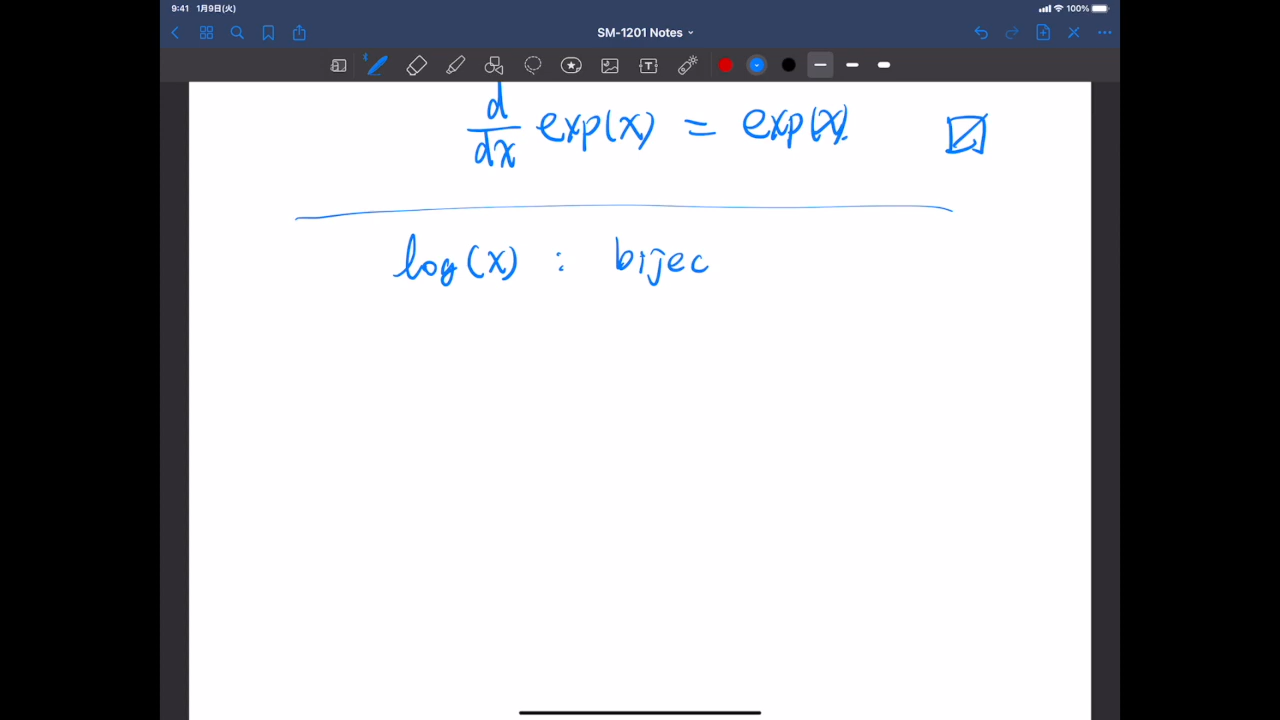 9:41 1月9日(火) 100%
SM-1201 Notes
d/dx exp(x) = exp(x).
log(x) : bijec